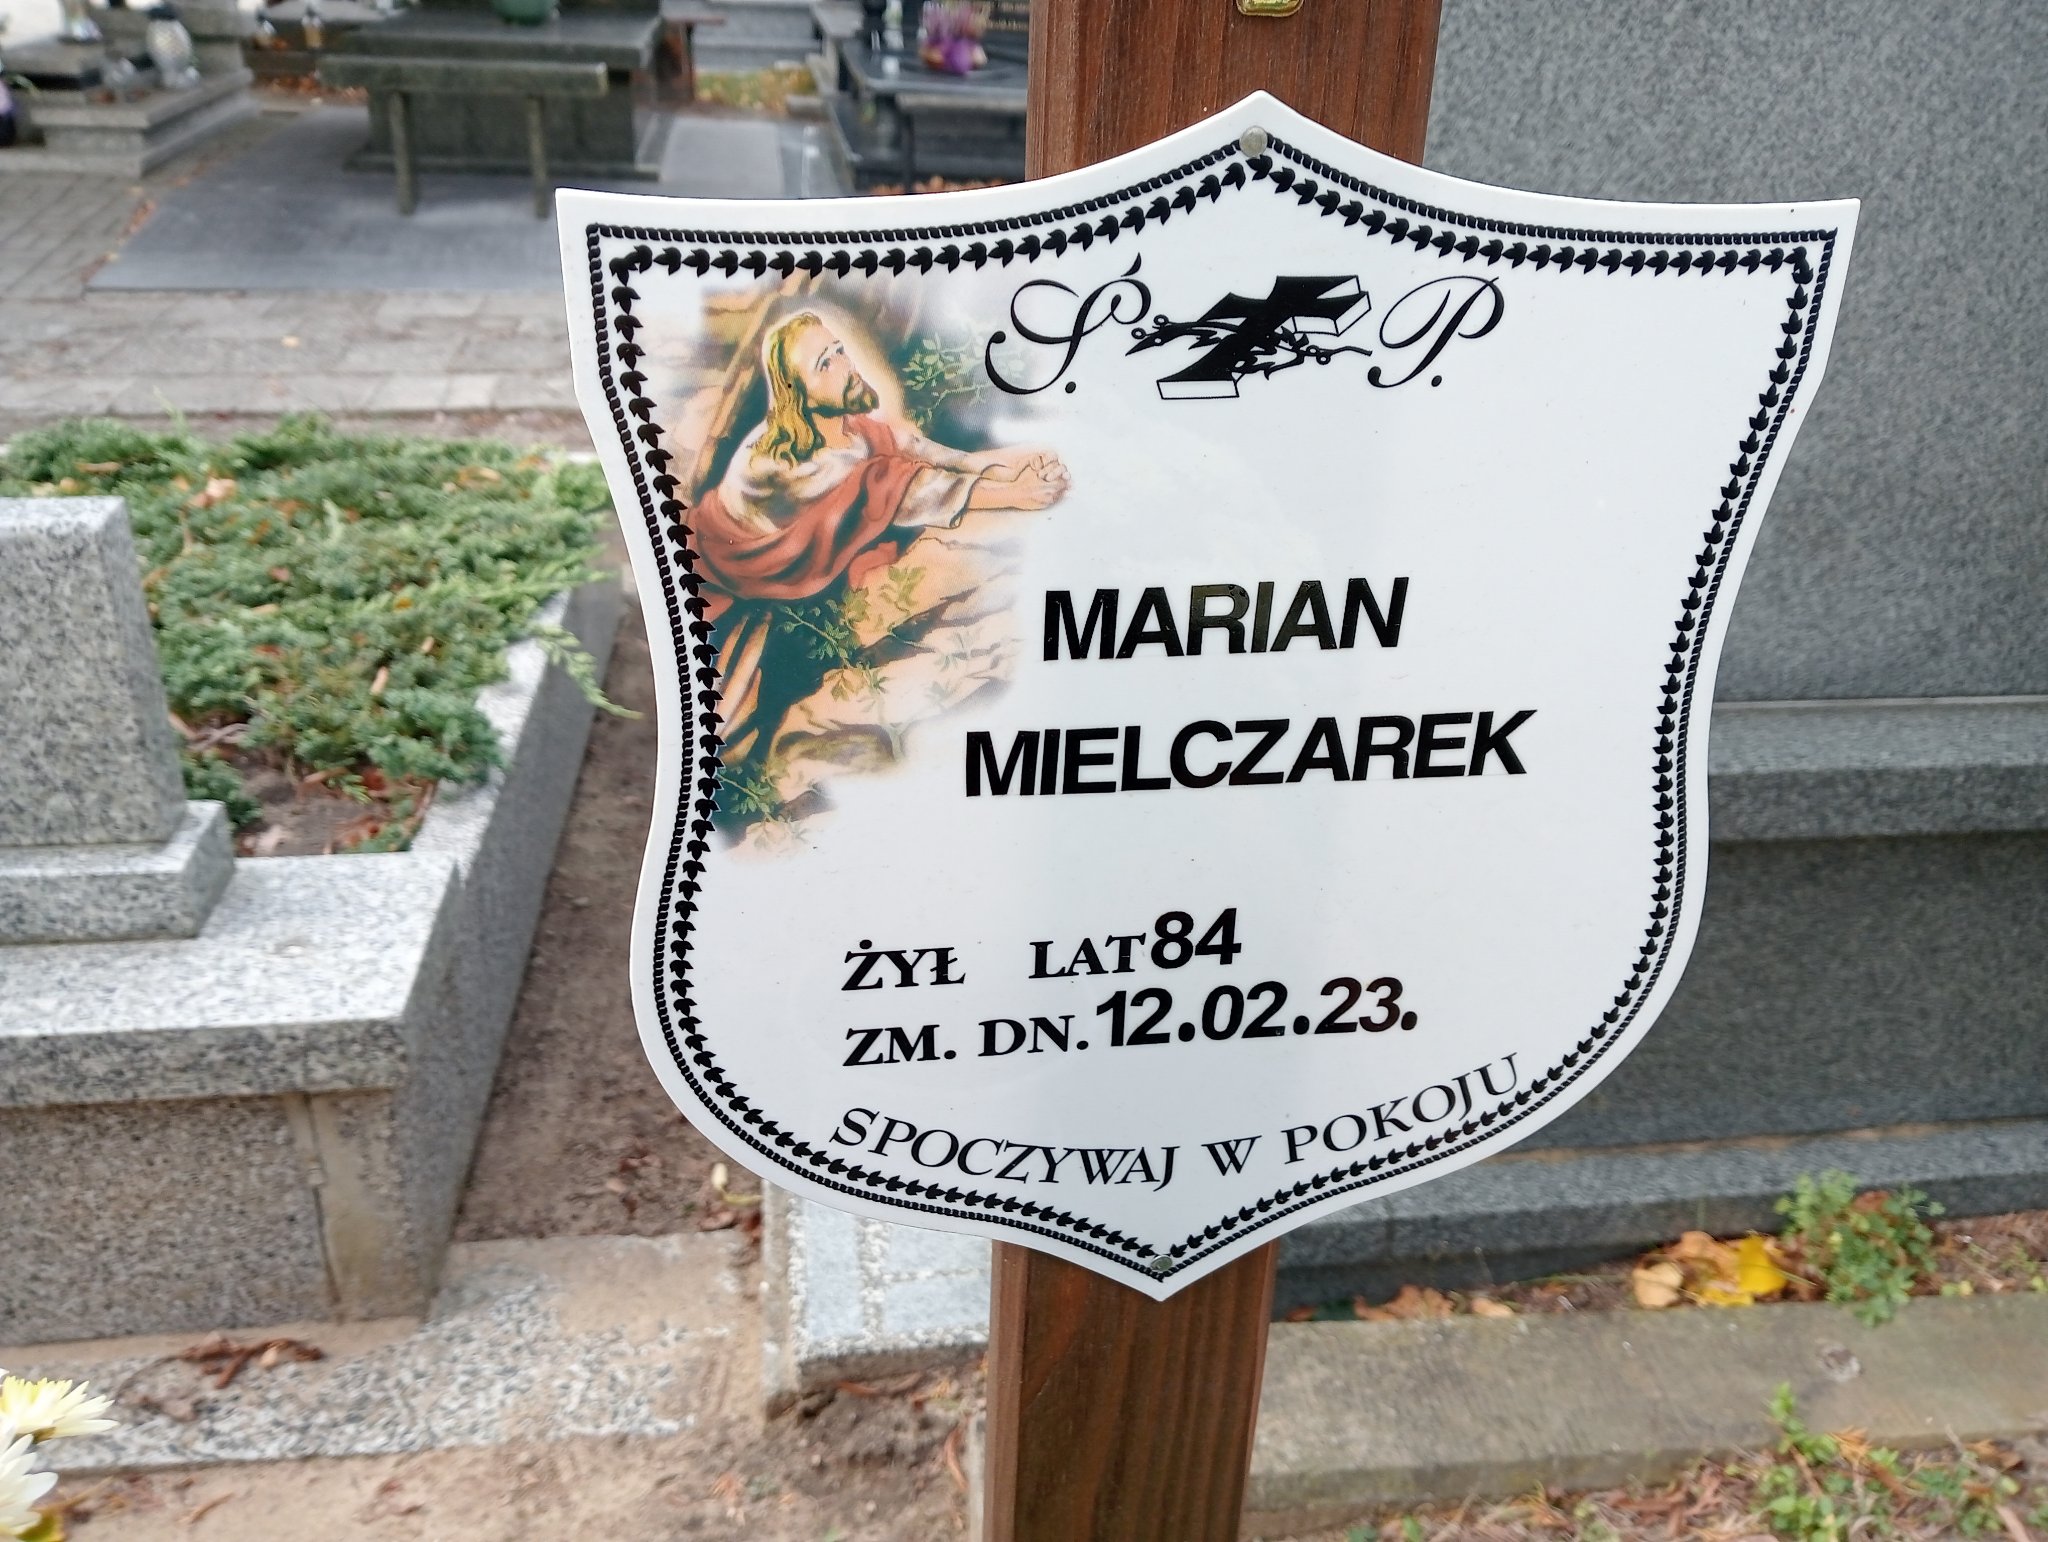 Ś. P.
MARIAN
MIELCZAREK
ŻYŁ LAT 84
ZM. DN. 12.02.23.
SPOCZYWAJ W POKOJU